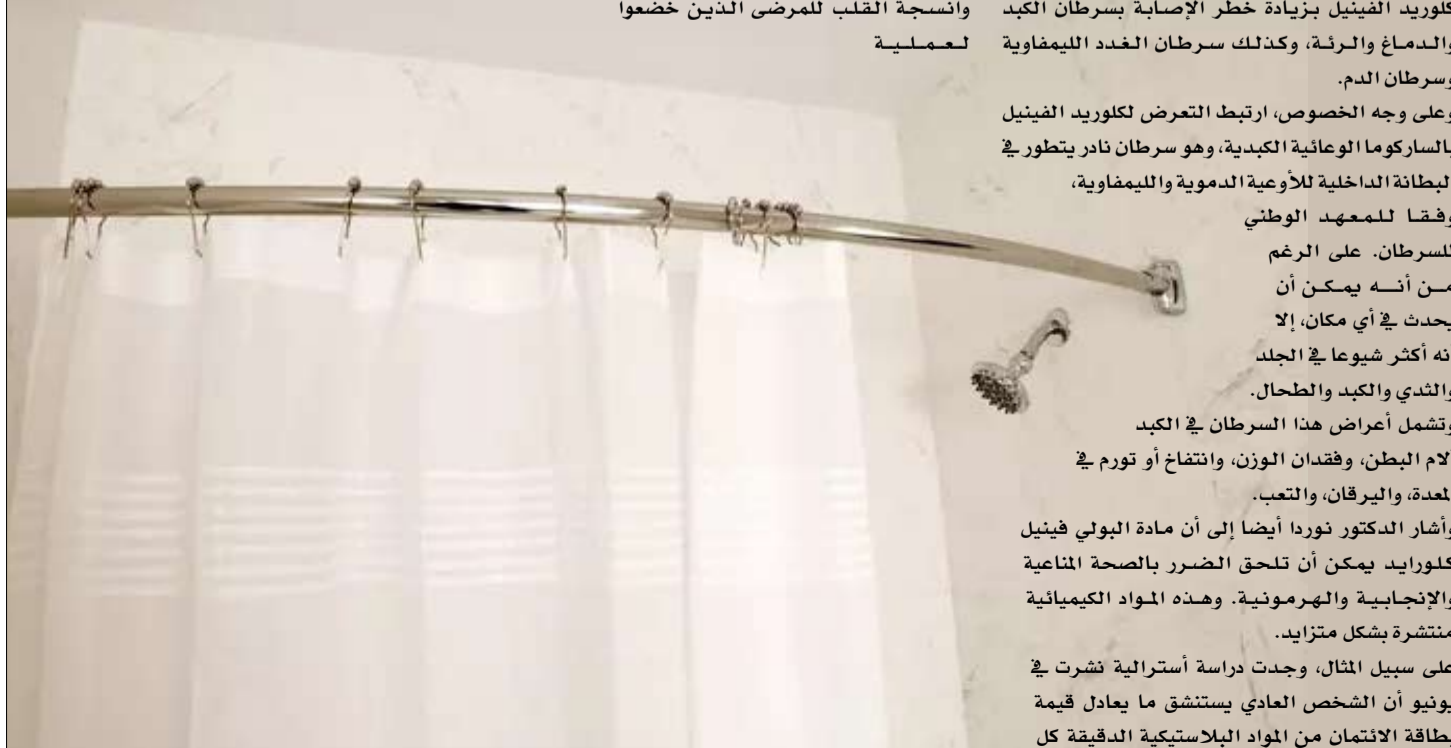 كلوريد الفينيل بزيادة خطر الإصابة بسرطان الكبد
والدماغ والرئة، وكذلك سرطان الغدد الليمفاوية
وسرطان الدم.
وعلى وجه الخصوص، ارتبط التعرض لكلوريد الفينيل
بالساركوما الوعائية الكبدية، وهو سرطان نادر يتطور في
البطانة الداخلية للأوعية الدموية والليمفاوية،
وفقا للمعهد الوطني
للسرطان. على الرغم
من أنه يمكن أن
يحدث في أي مكان، إلا
نه أكثر شيوعا في الجلد
والثدي والكبد والطحال.
وتشمل أعراض هذا السرطان في الكبد
لام البطن، وفقدان الوزن، وانتفاخ أو تورم في
لمعدة، واليرقان، والتعب.
وأشار الدكتور نوردا أيضا إلى أن مادة البولي فينيل
كلورايد يمكن أن تلحق الضرر بالصحة المناعية
والإنجابية والهرمونية. وهذه المواد الكيميائية
منتشرة بشكل متزايد.
على سبيل المثال، وجدت دراسة أسترالية نشرت في
يونيو أن الشخص العادي يستنشق ما يعادل قيمة
بطاقة الائتمان من المواد البلاستيكية الدقيقة كل
وأنسجة القلب للمرضى الذين خضعوا
لعملية